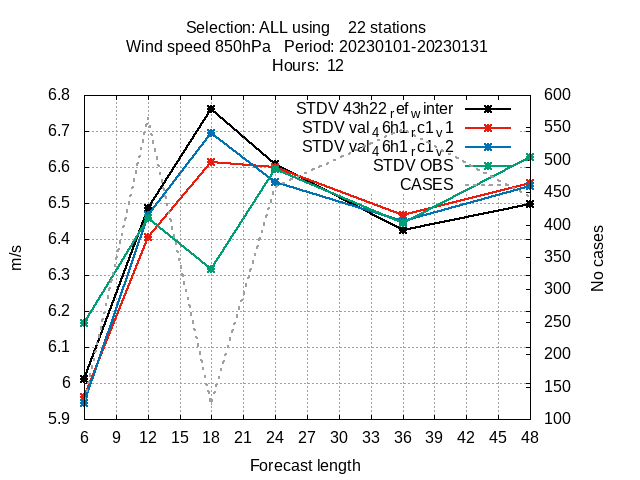 Selection: ALL using 22 stations
Wind speed 850hPa Period: 20230101-20230131
Hours: 12
6.8
6.7
6.6
6.5
6.4
6.3
6.2
6.1
6
5.9
m/s
STDV 43h22refwinter
STDV val46h1rc1v1
STDV val46h1rc1v2
STDV OBS
CASES
600
550
500
450
400
350
300
250
200
150
100
No cases
6 9 12 15 18 21 24 27 30 33 36 39 42 45 48
Forecast length